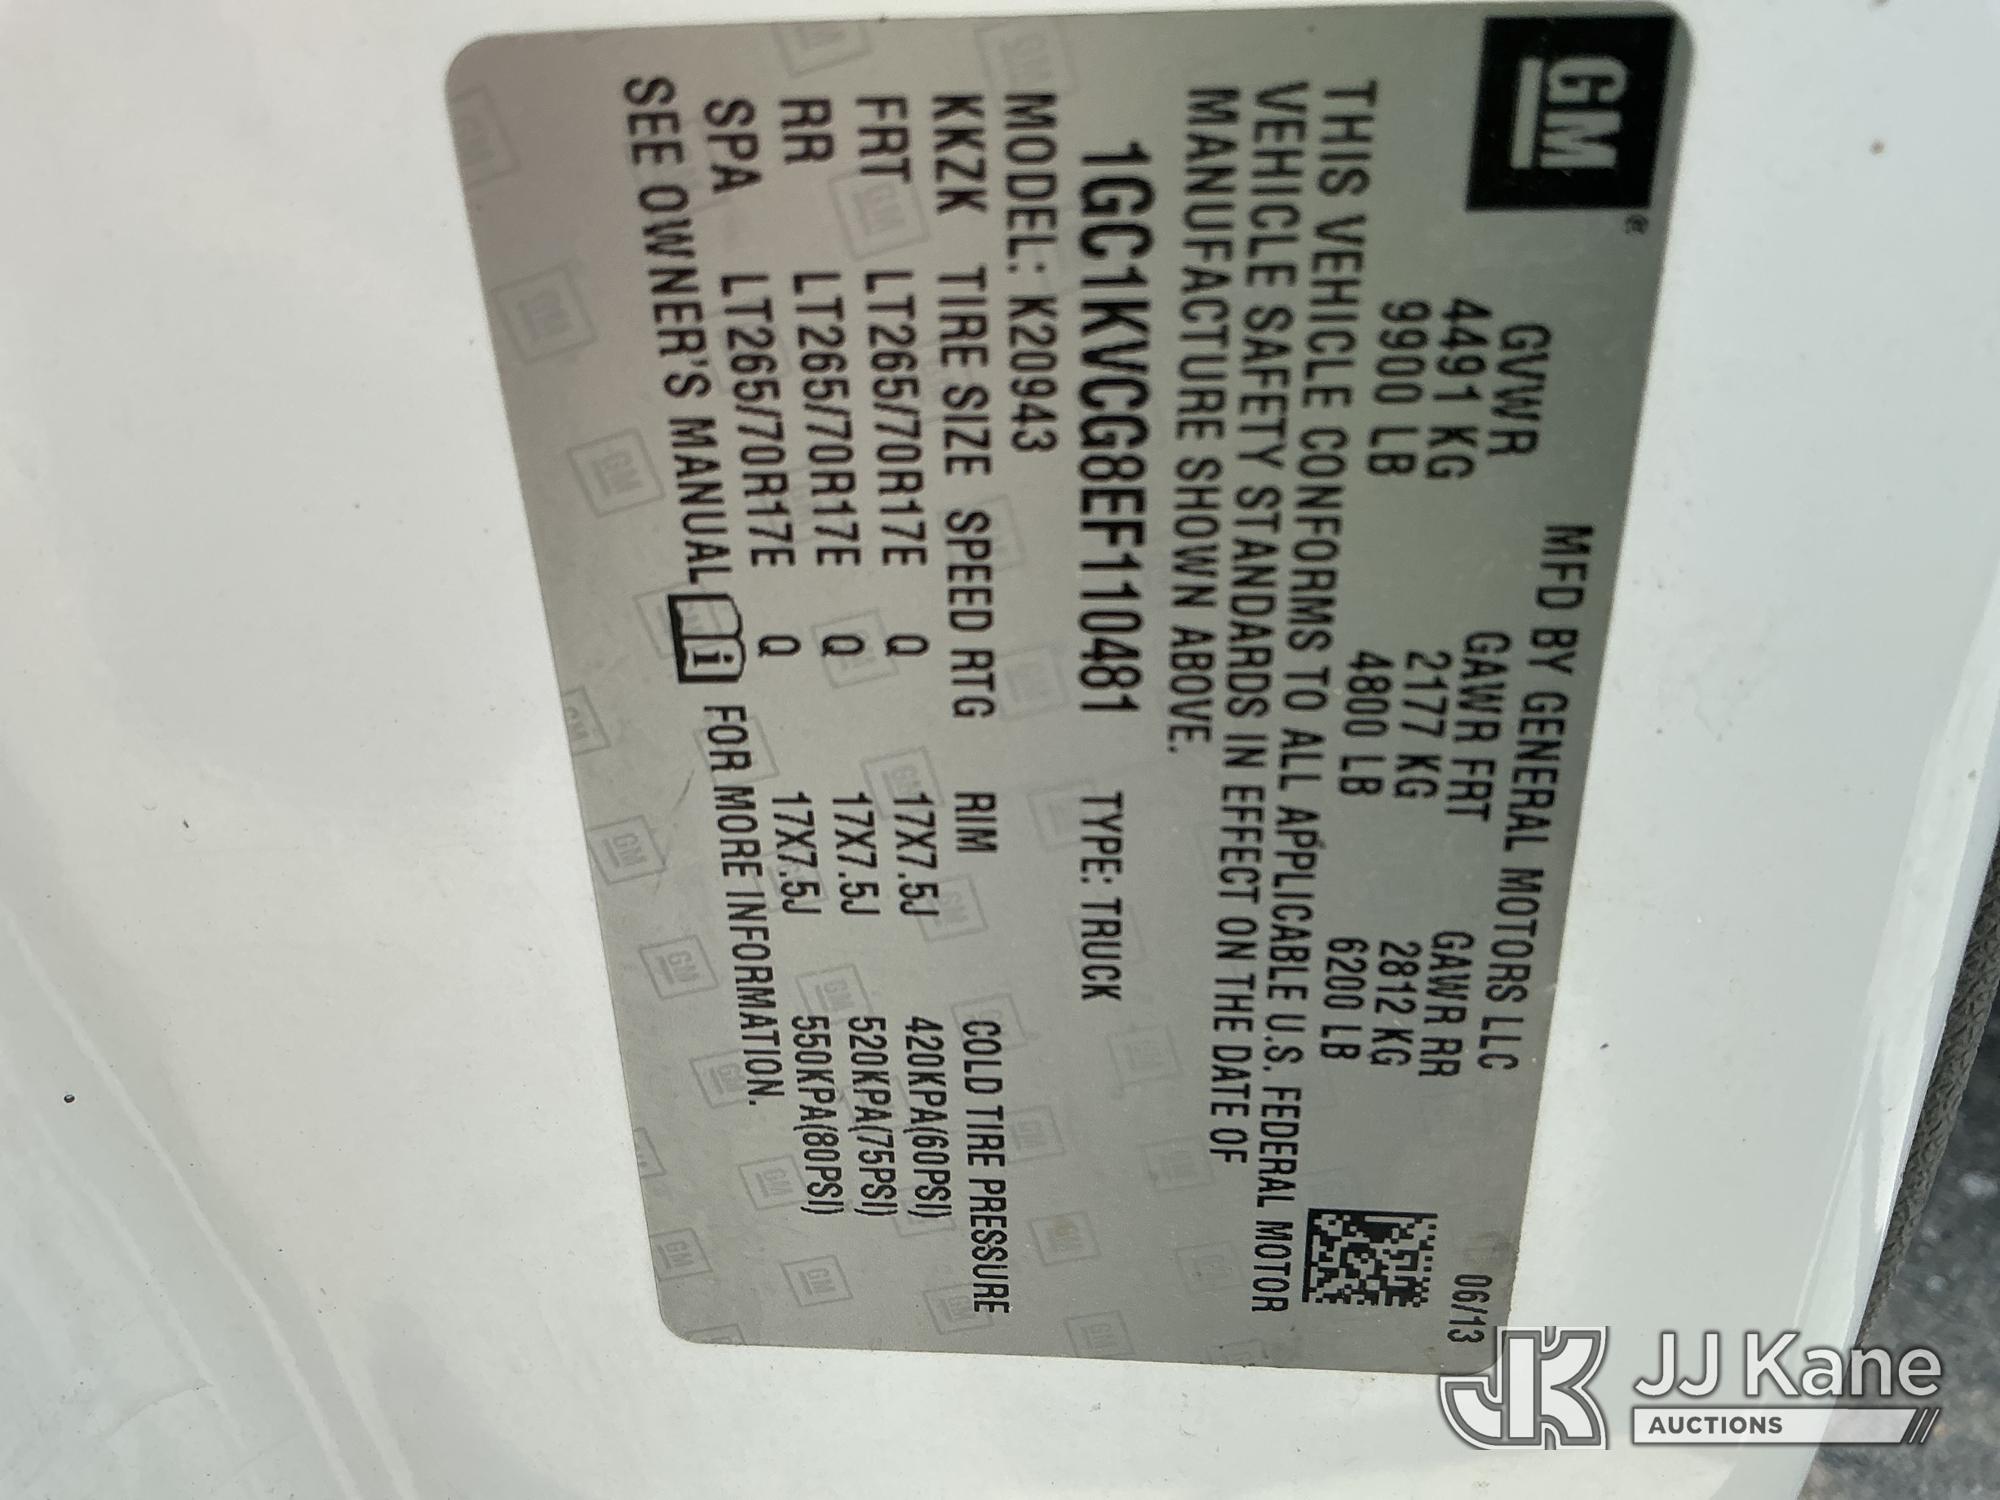 GM®
MFD BY GENERAL MOTORS LLC 06/13
GVWR GAWR FRT GAWR RR
4491 KG 2177 KG 2812 KG
9900 LB 4800 LB 6200 LB
THIS VEHICLE CONFORMS TO ALL APPLICABLE U.S. FEDERAL MOTOR
VEHICLE SAFETY STANDARDS IN EFFECT ON THE DATE OF
MANUFACTURE SHOWN ABOVE.
1GC1KVCG8EF110481 TYPE: TRUCK
MODEL: K20943
KKZK TIRE SIZE SPEED RTG RIM COLD TIRE PRESSURE
FRT LT265/70R17E Q 17X7.5J 420KPA(60PSI)
RR LT265/70R17E Q 17X7.5J 520KPA(75PSI)
SPA LT265/70R17E Q 17X7.5J 550KPA(80PSI)
SEE OWNER'S MANUAL i FOR MORE INFORMATION.
JK JJ Kane
AUCTIONS